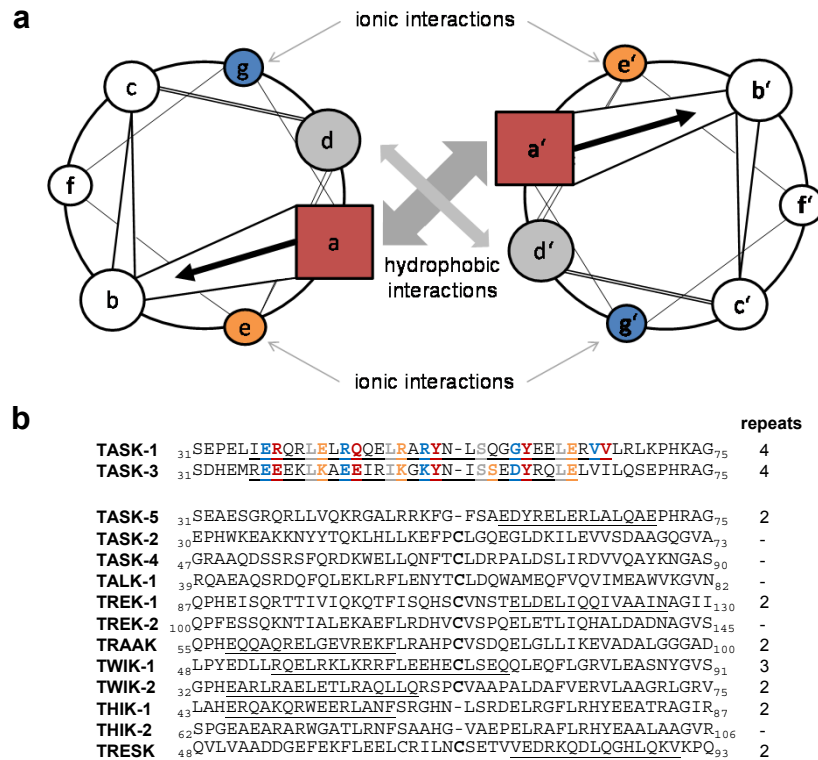 a
ionic interactions
g e‘
c b‘
d a‘
f f‘
a d‘
hydrophobic
interactions
b c‘
e g‘
ionic interactions
b
repeats
TASK-1 31SEPELIERQRLELRQQELRARYN-LSQGGYEELERVVLRLKPHKAG75 4
TASK-3 31SDHEMREEEKLKAEEIRIKGKYN-ISSEDYRQLELVILQSEPHRAG75 4
TASK-5 31SEAESGRQRLLVQKRGALRRKFG-FSAEDYRELERLALQAEPHRAG75 2
TASK-2 30EPHWKEAKKNYYTQKLHLLKEFPCLGQEGLDKILEVVSDAAGQGVA73 -
TASK-4 47GRAAQDSSRSFQRDKWELLQNFTCLDRPALDSLIRDVVQAYKNGAS90 -
TALK-1 39RQAEAQSRDQFQLEKLRFLENYTCLDQWAMEQFVQVIMEAWVKGVN82 -
TREK-1 87QPHEISQRTTIVIQKQTFISQHSCVNSTELDELIQQIVAAINAGII130 2
TREK-2 100QPFESSQKNTIALEKAEFLRDHVCVSPQELETLIQHALDADNAGVS145 -
TRAAK 55QPHEQQAQRELGEVREKFLRAHPCVSDQELGLLIKEVADALGGGAD100 2
TWIK-1 48LPYEDLLRQELRKLKRRFLEEHECLSEQQLEQFLGRVLEASNYGVS91 3
TWIK-2 32GPHEARLRAELETLRAQLLQRSPCVAAPALDAFVERVLAAGRLGRV75 2
THIK-1 43LAHERQAKQRWEERLANFSRGHN-LSRDELRGFLRHYEEATRAGIR87 2
THIK-2 62SPGEAEARARWGATLRNFSAAHG-VAEPELRAFLRHYEAALAAGVR106 -
TRESK 48QVLVAADDGEFEKFLEELCRILNCSETVVEDRKQDLQGHLQKVKPQ93 2